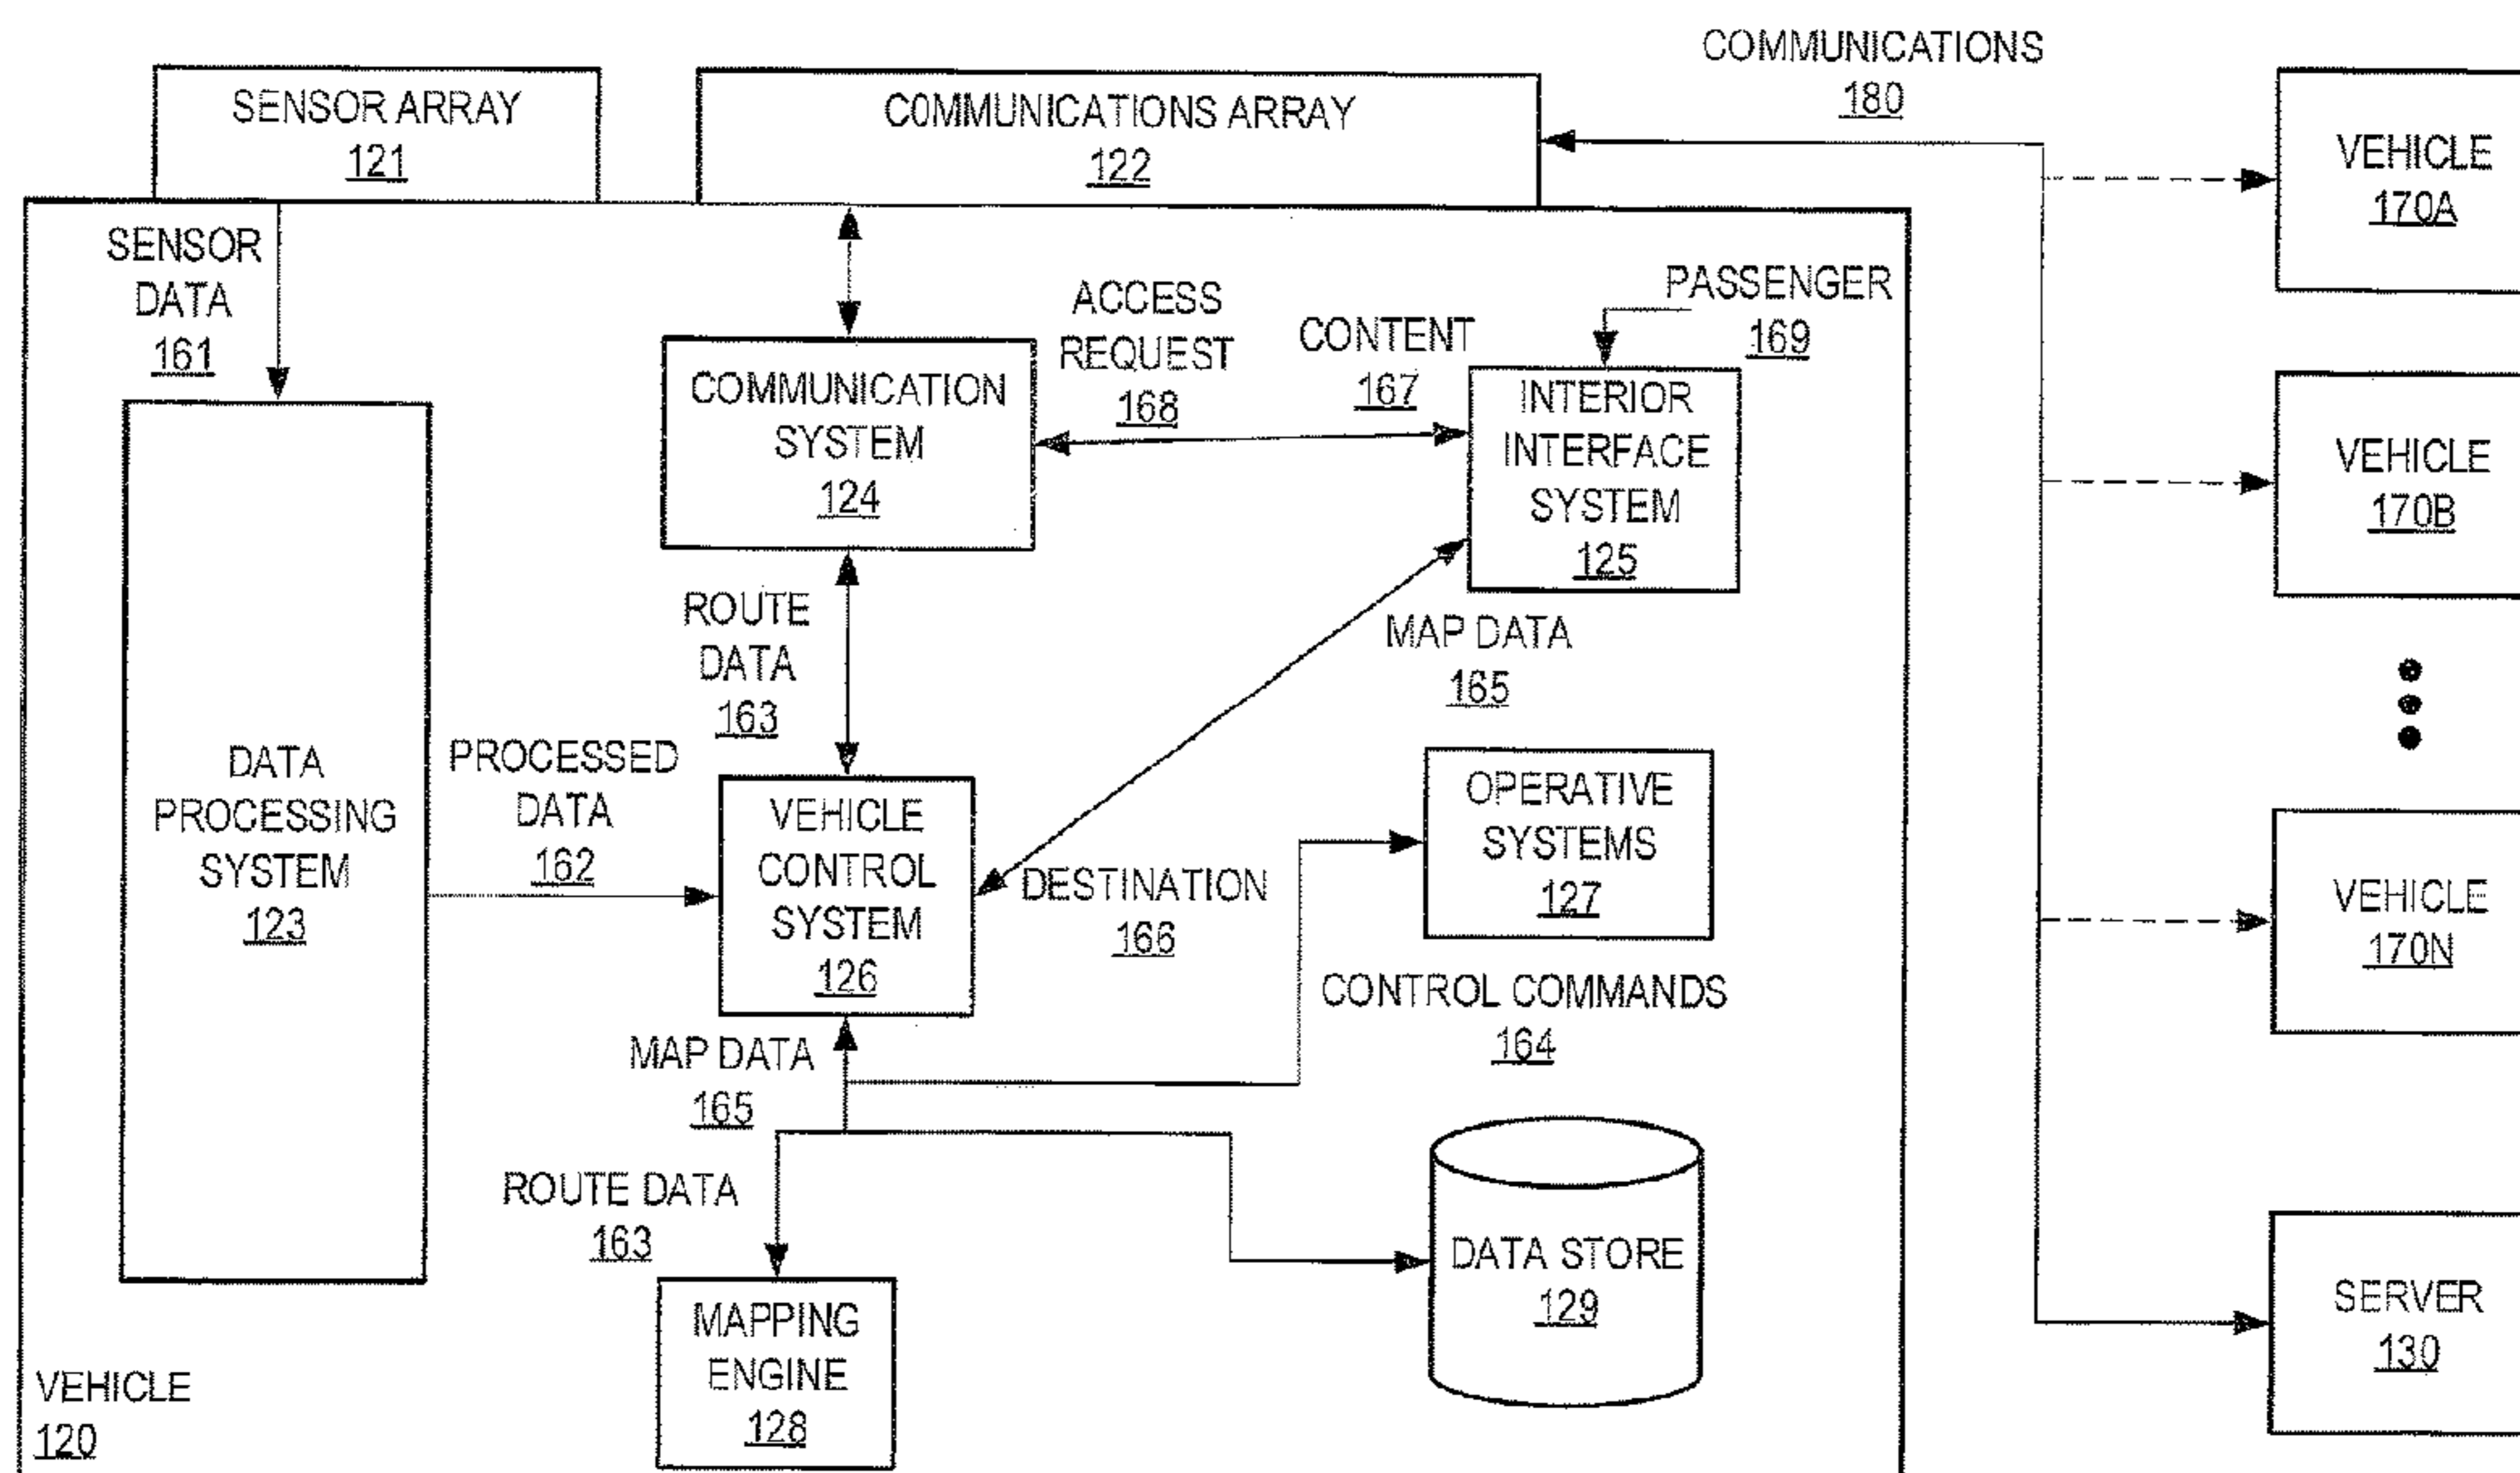 COMMUNICATIONS
180
SENSOR ARRAY
121
COMMUNICATIONS ARRAY
122
VEHICLE
170A
SENSOR
DATA
161
ACCESS
REQUEST
168
CONTENT
167
PASSENGER
169
COMMUNICATION
SYSTEM
124
INTERIOR
INTERFACE
SYSTEM
125
VEHICLE
170B
ROUTE
DATA
163
MAP DATA
165
DATA
PROCESSING
SYSTEM
123
PROCESSED
DATA
162
VEHICLE
CONTROL
SYSTEM
126
DESTINATION
166
OPERATIVE
SYSTEMS
127
VEHICLE
170N
CONTROL COMMANDS
164
MAP DATA
165
ROUTE DATA
163
MAPPING
ENGINE
128
DATA STORE
129
SERVER
130
VEHICLE
120